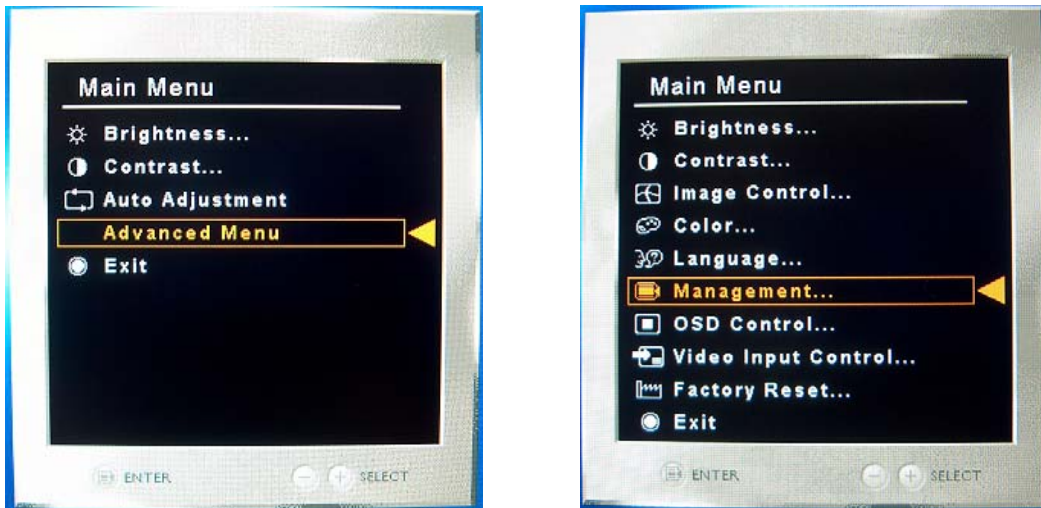 Main Menu
Brightness...
Contrast...
Auto Adjustment
Advanced Menu
Exit
ENTER
- + SELECT
Main Menu
Brightness...
Contrast...
Image Control...
Color...
Language...
Management...
OSD Control...
Video Input Control...
Factory Reset...
Exit
ENTER
- + SELECT